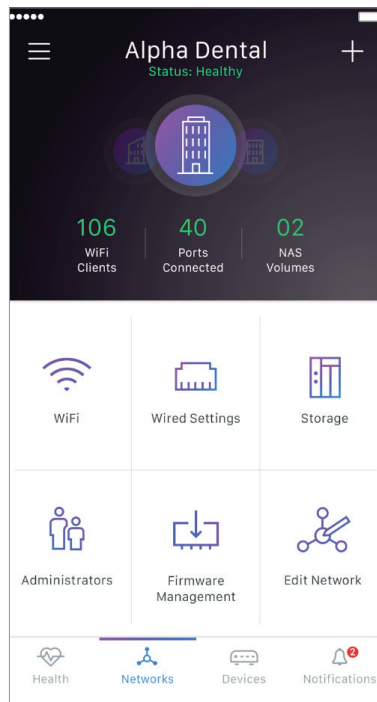 Alpha Dental
Status: Healthy
106
WiFi
Clients
40
Ports
Connected
02
NAS
Volumes
WiFi
Wired Settings
Storage
Administrators
Firmware
Management
Edit Network
Health
Networks
Devices
2
Notifications